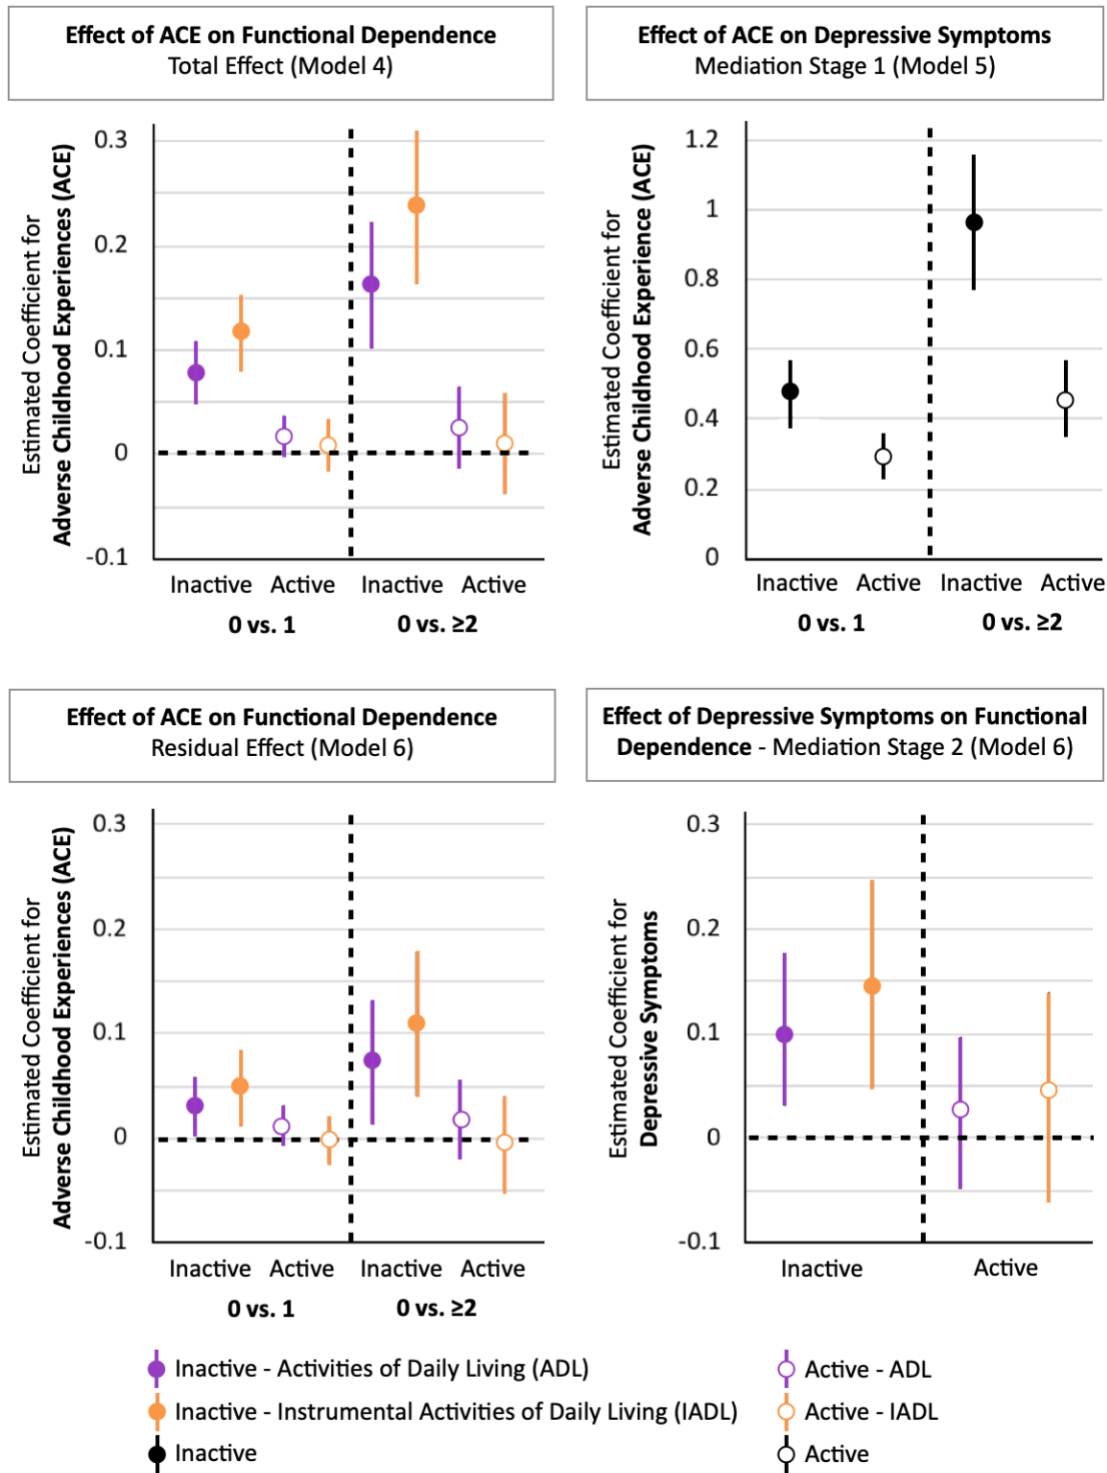 Effect of ACE on Functional Dependence
Total Effect (Model 4)
Estimated Coefficient for
Adverse Childhood Experiences (ACE)
0.3
0.2
0.1
0
-0.1
Inactive Active Inactive Active
0 vs. 1 0 vs. ≥2
Effect of ACE on Depressive Symptoms
Mediation Stage 1 (Model 5)
Estimated Coefficient for
Adverse Childhood Experience (ACE)
1.2
1
0.8
0.6
0.4
0.2
0
Inactive Active Inactive Active
0 vs. 1 0 vs. ≥2
Effect of ACE on Functional Dependence
Residual Effect (Model 6)
Estimated Coefficient for
Adverse Childhood Experiences (ACE)
0.3
0.2
0.1
0
-0.1
Inactive Active Inactive Active
0 vs. 1 0 vs. ≥2
Effect of Depressive Symptoms on Functional
Dependence - Mediation Stage 2 (Model 6)
Estimated Coefficient for
Depressive Symptoms
0.3
0.2
0.1
0
-0.1
Inactive Active
Inactive - Activities of Daily Living (ADL)
Inactive - Instrumental Activities of Daily Living (IADL)
Inactive
Active - ADL
Active - IADL
Active